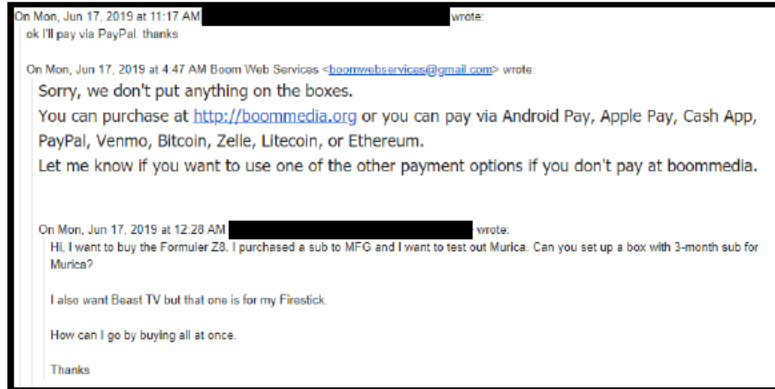 On Mon, Jun 17, 2019 at 11:17 AM wrote:
ok I'll pay via PayPal. thanks
On Mon, Jun 17, 2019 at 4:47 AM Boom Web Services <boomwebservices@gmail.com> wrote:
Sorry, we don't put anything on the boxes.
You can purchase at http://boommedia.org or you can pay via Android Pay, Apple Pay, Cash App,
PayPal, Venmo, Bitcoin, Zelle, Litecoin, or Ethereum.
Let me know if you want to use one of the other payment options if you don't pay at boommedia.
On Mon, Jun 17, 2019 at 12:28 AM wrote:
Hi, I want to buy the Formuler Z8. I purchased a sub to MFG and I want to test out Murica. Can you set up a box with 3-month sub for
Murica?
I also want Beast TV but that one is for my Firestick.
How can I go by buying all at once.
Thanks